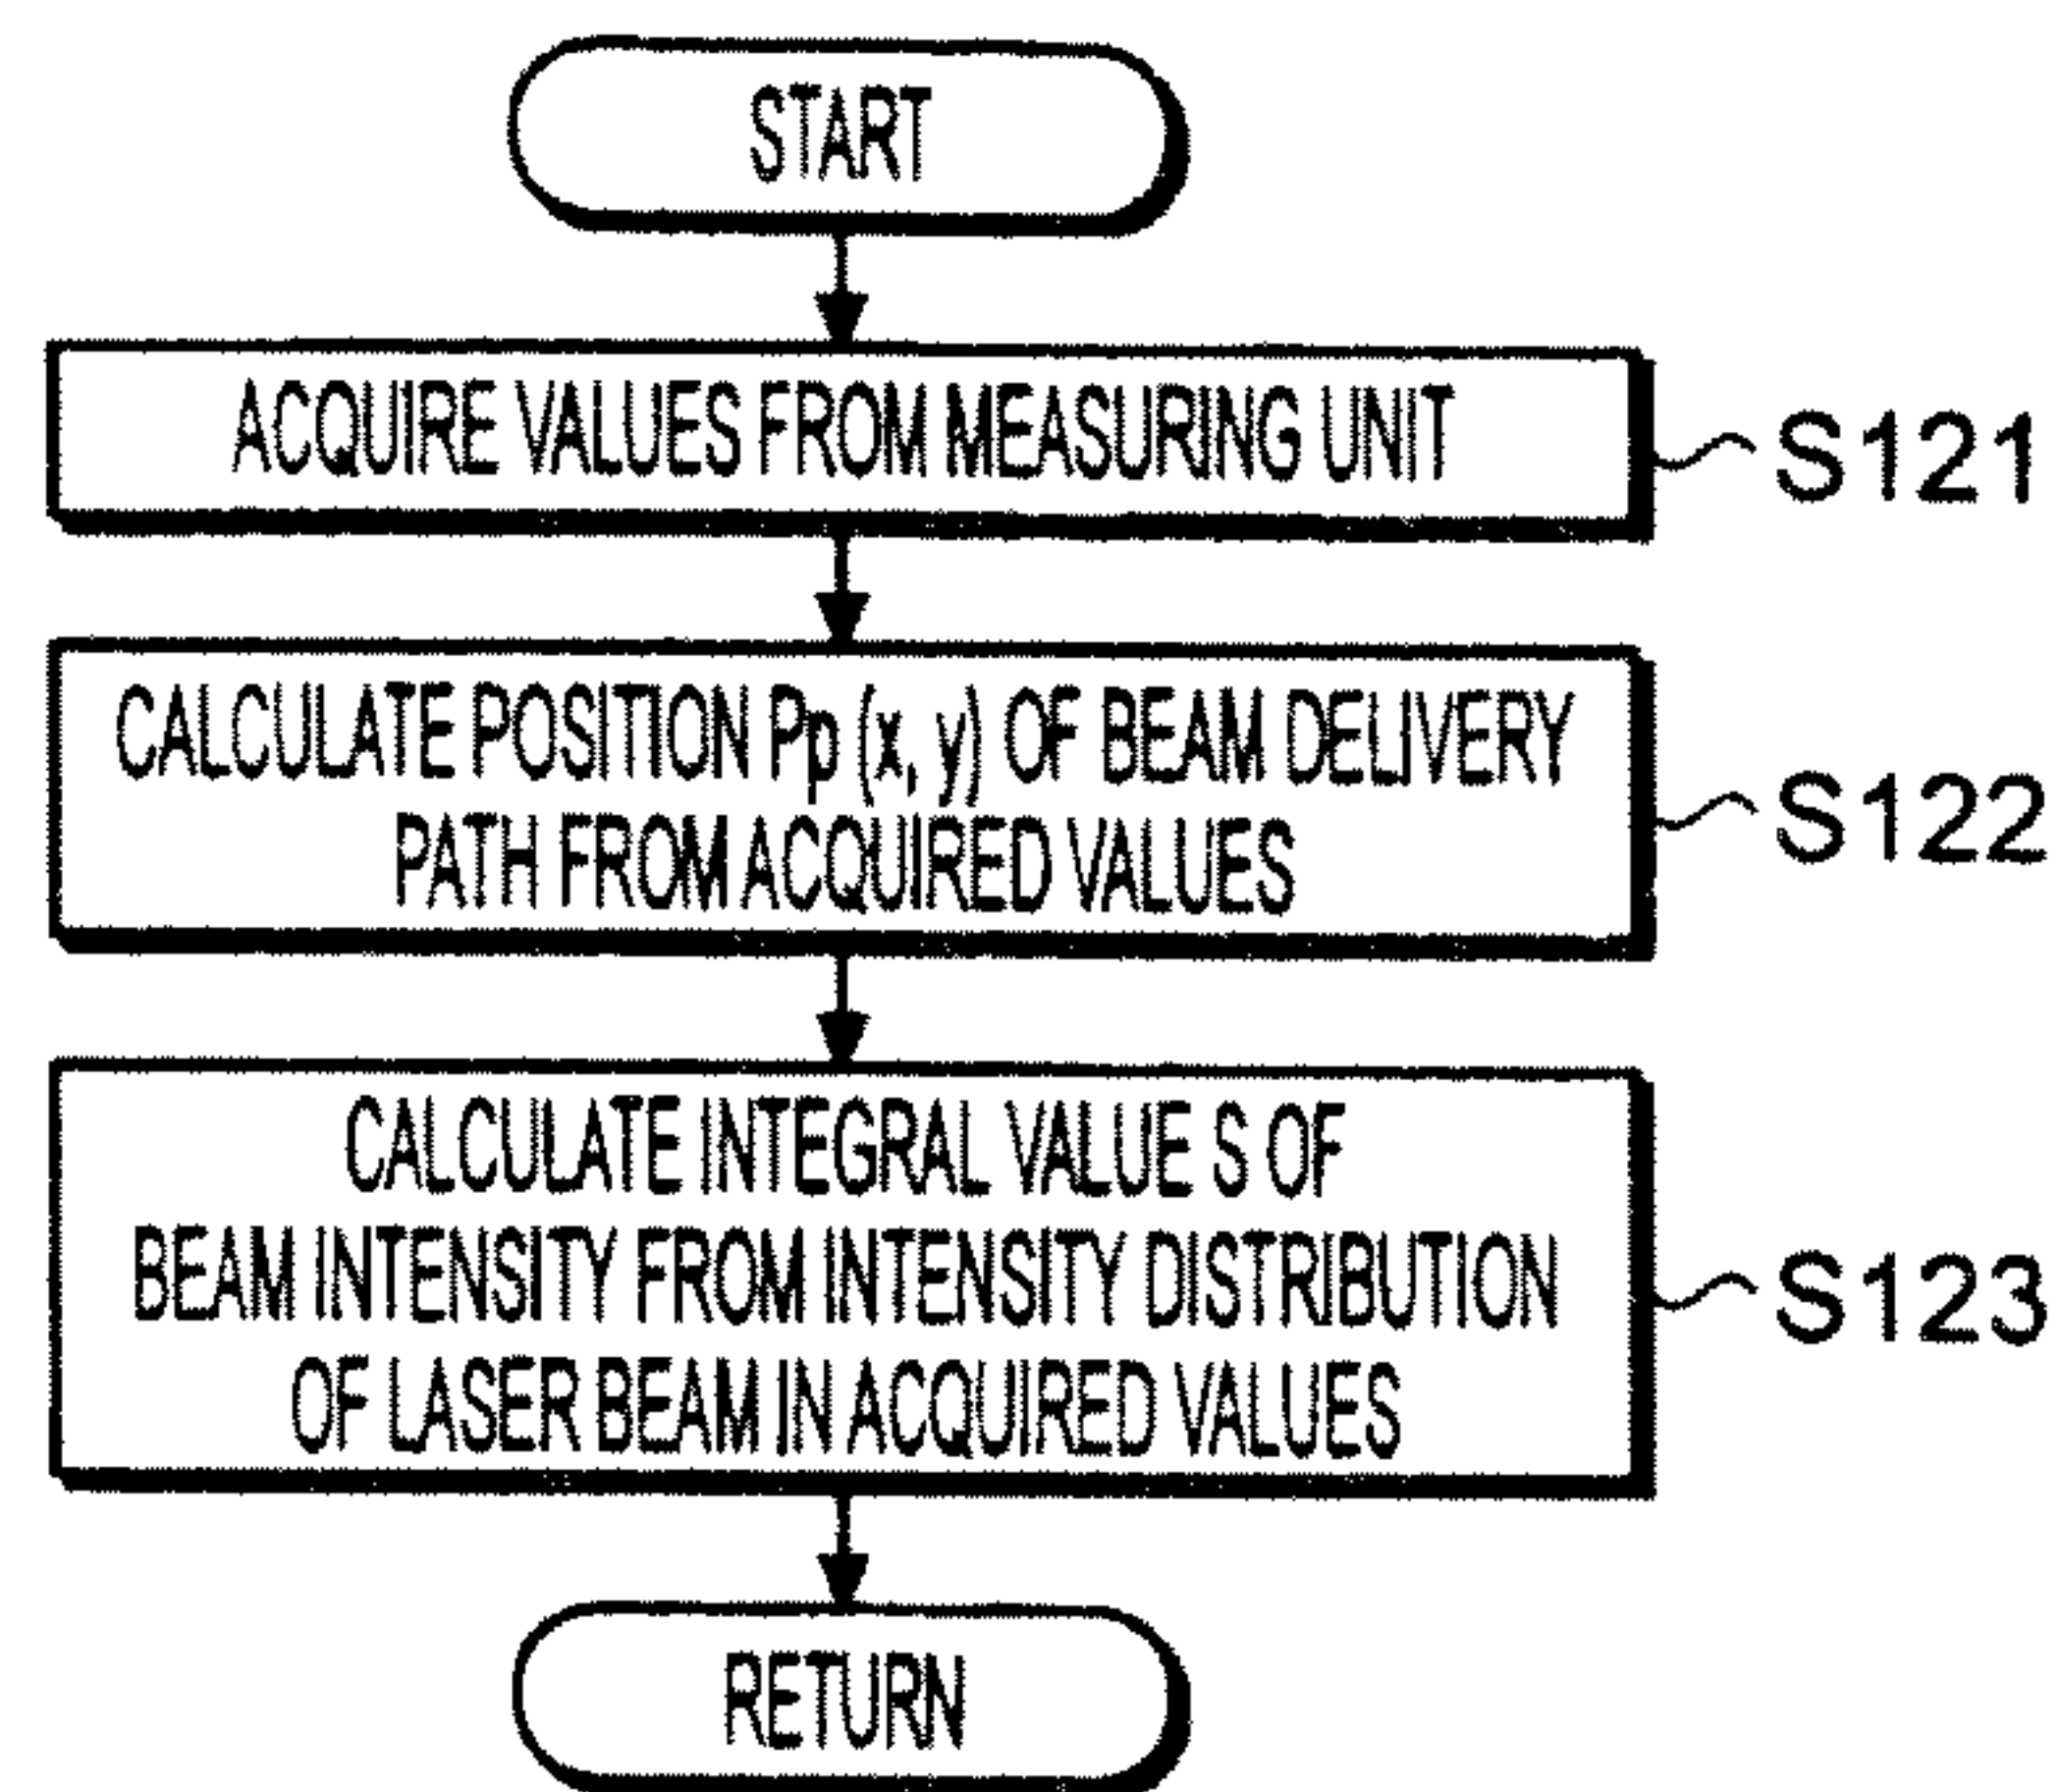 START
ACQUIRE VALUES FROM MEASURING UNIT
S121
CALCULATE POSITION Pp (x, y) OF BEAM DELIVERY
PATH FROM ACQUIRED VALUES
S122
CALCULATE INTEGRAL VALUE S OF
BEAM INTENSITY FROM INTENSITY DISTRIBUTION
OF LASER BEAM IN ACQUIRED VALUES
S123
RETURN